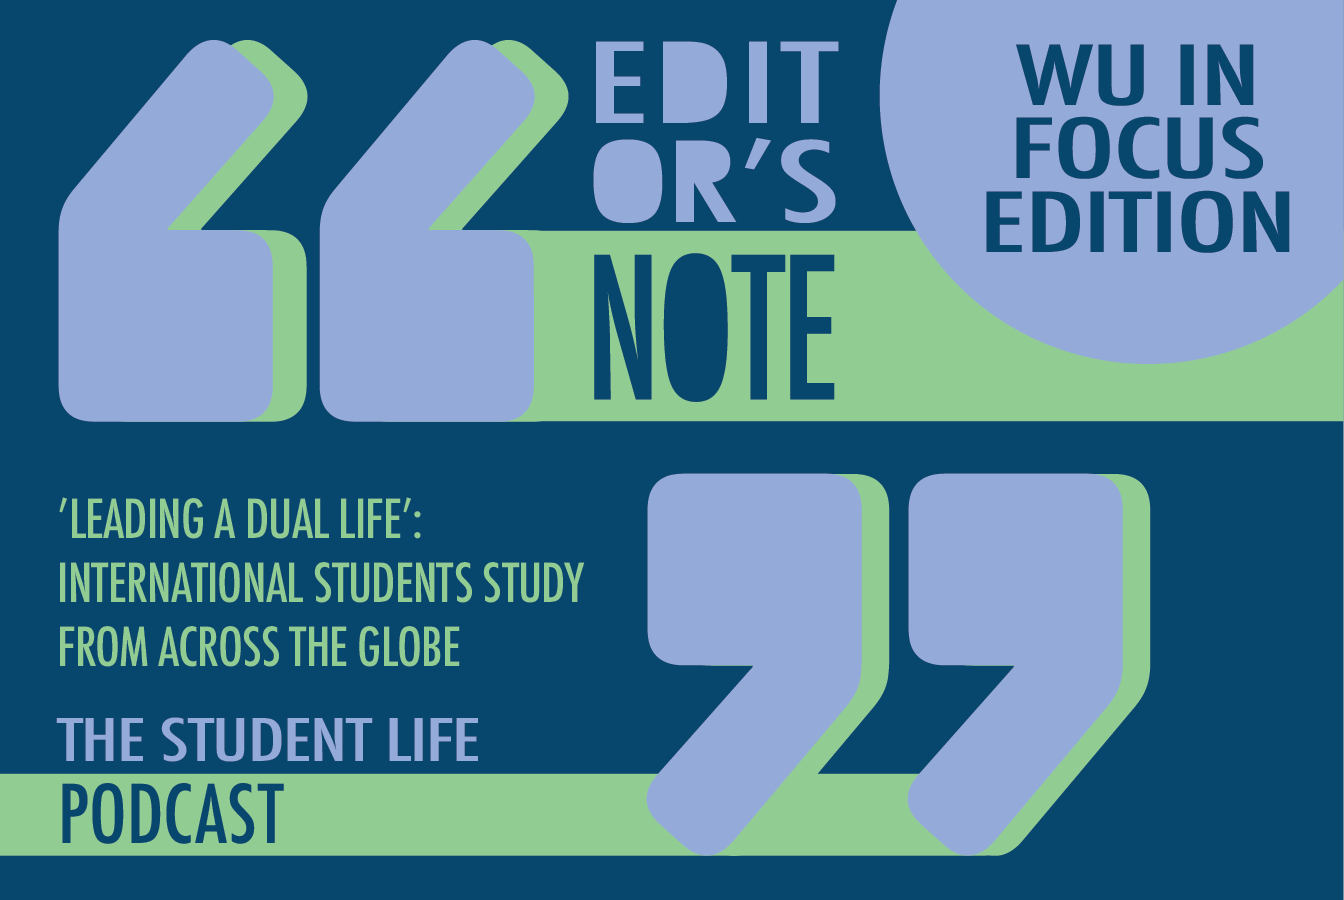 EDIT
OR'S
NOTE
WU IN
FOCUS
EDITION
'LEADING A DUAL LIFE':
INTERNATIONAL STUDENTS STUDY
FROM ACROSS THE GLOBE
THE STUDENT LIFE
PODCAST